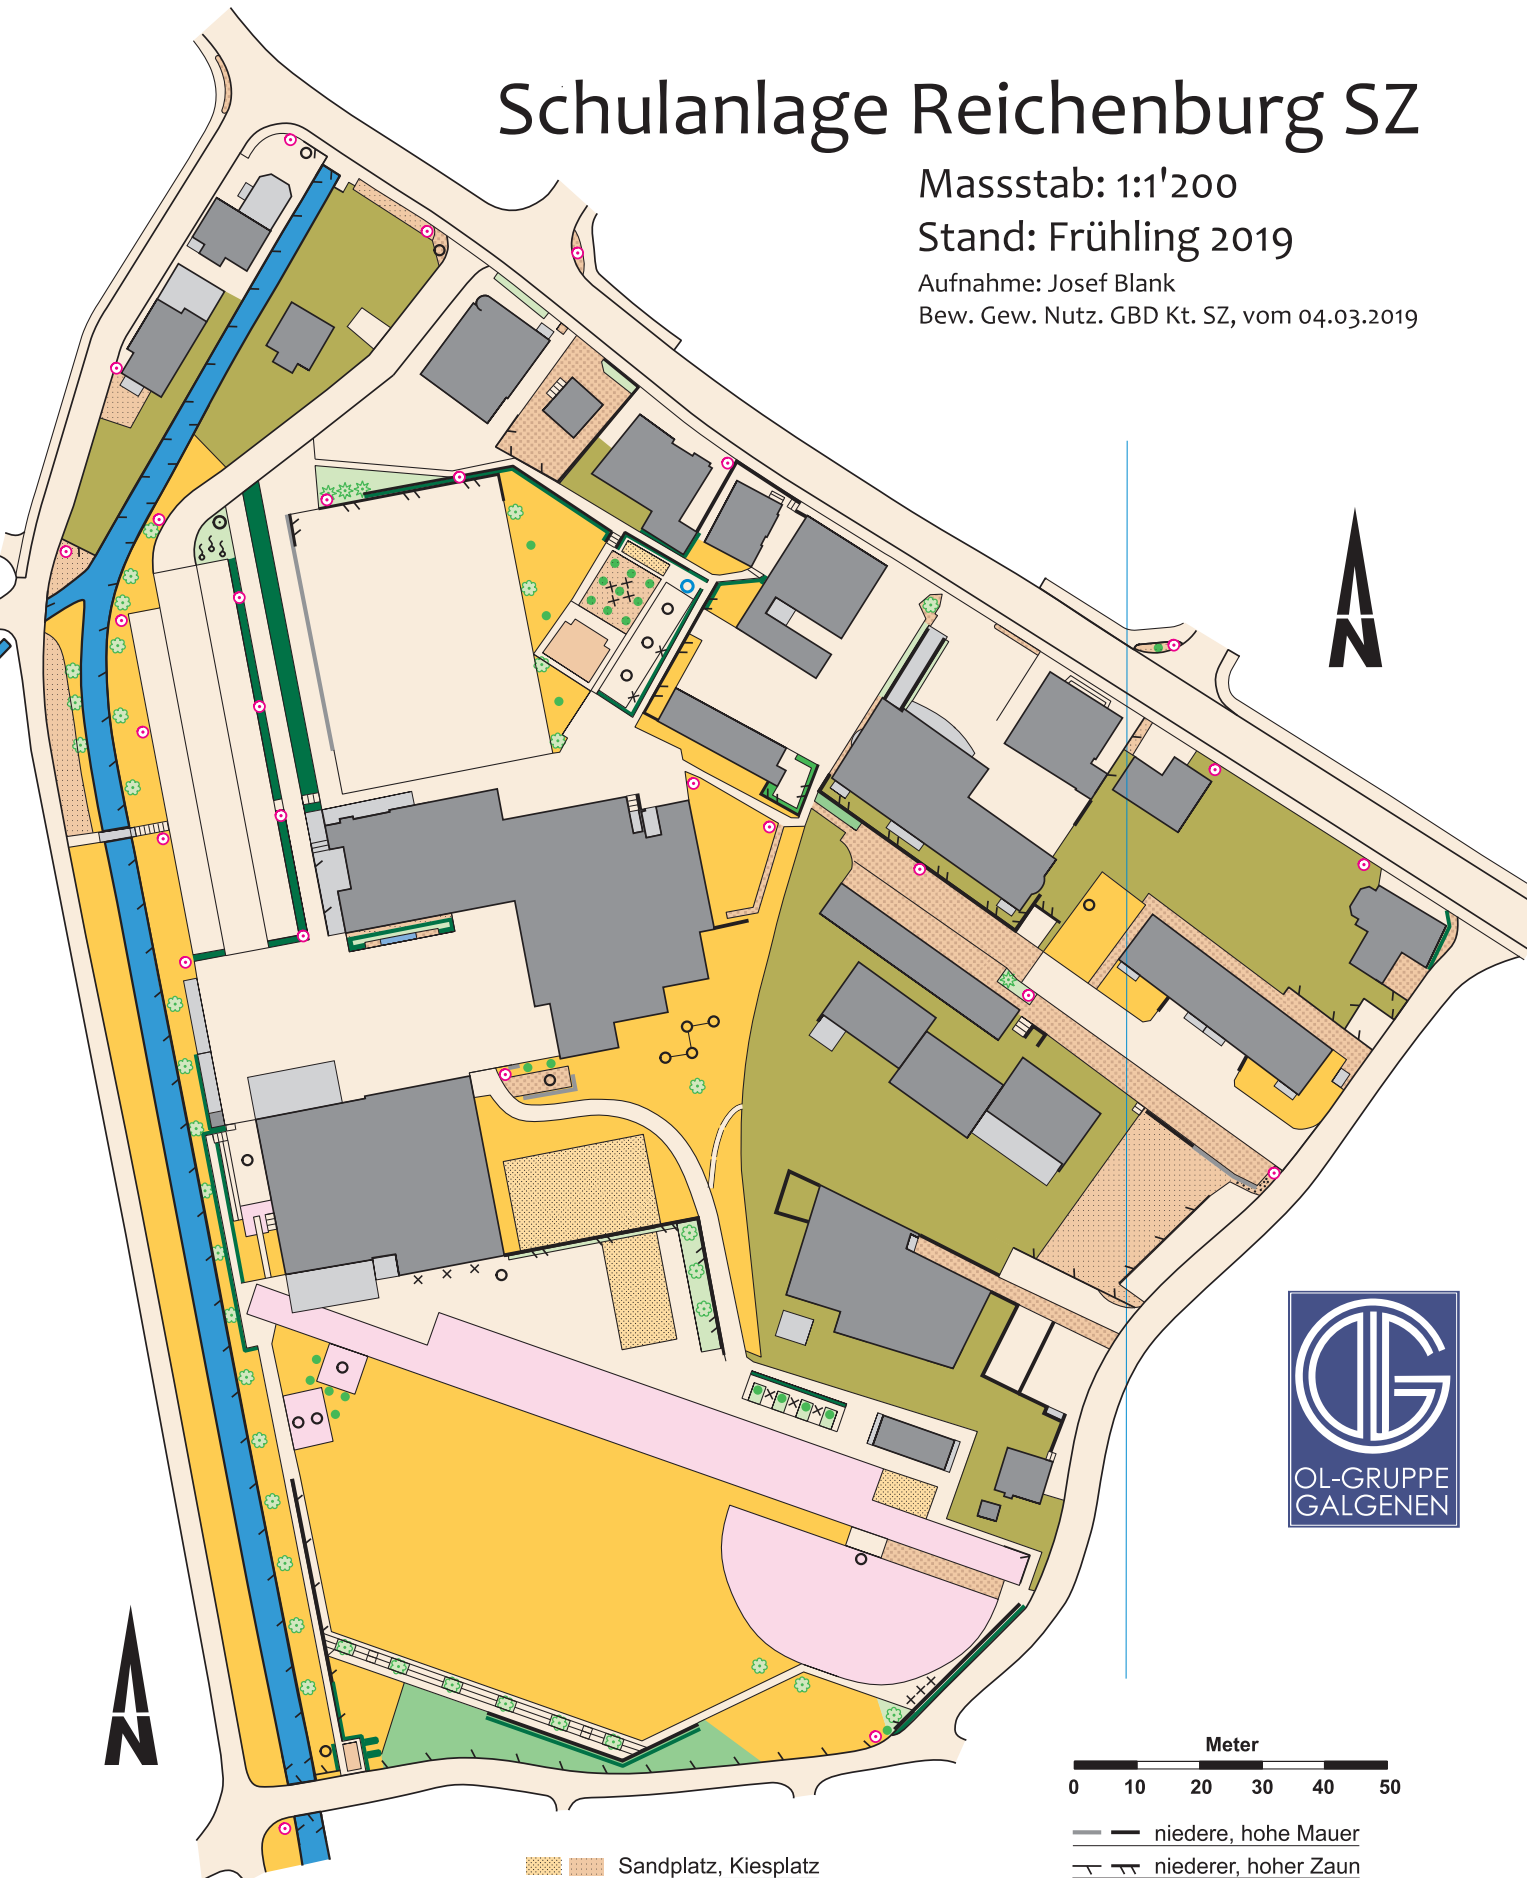 Schulanlage Reichenburg SZ
Massstab: 1:1'200
Stand: Frühling 2019
Aufnahme: Josef Blank
Bew. Gew. Nutz. GBD Kt. SZ, vom 04.03.2019
N
OL-GRUPPE
GALGENEN
N
Meter
0 10 20 30 40 50
niedere, hohe Mauer
Sandplatz, Kiesplatz
niederer, hoher Zaun